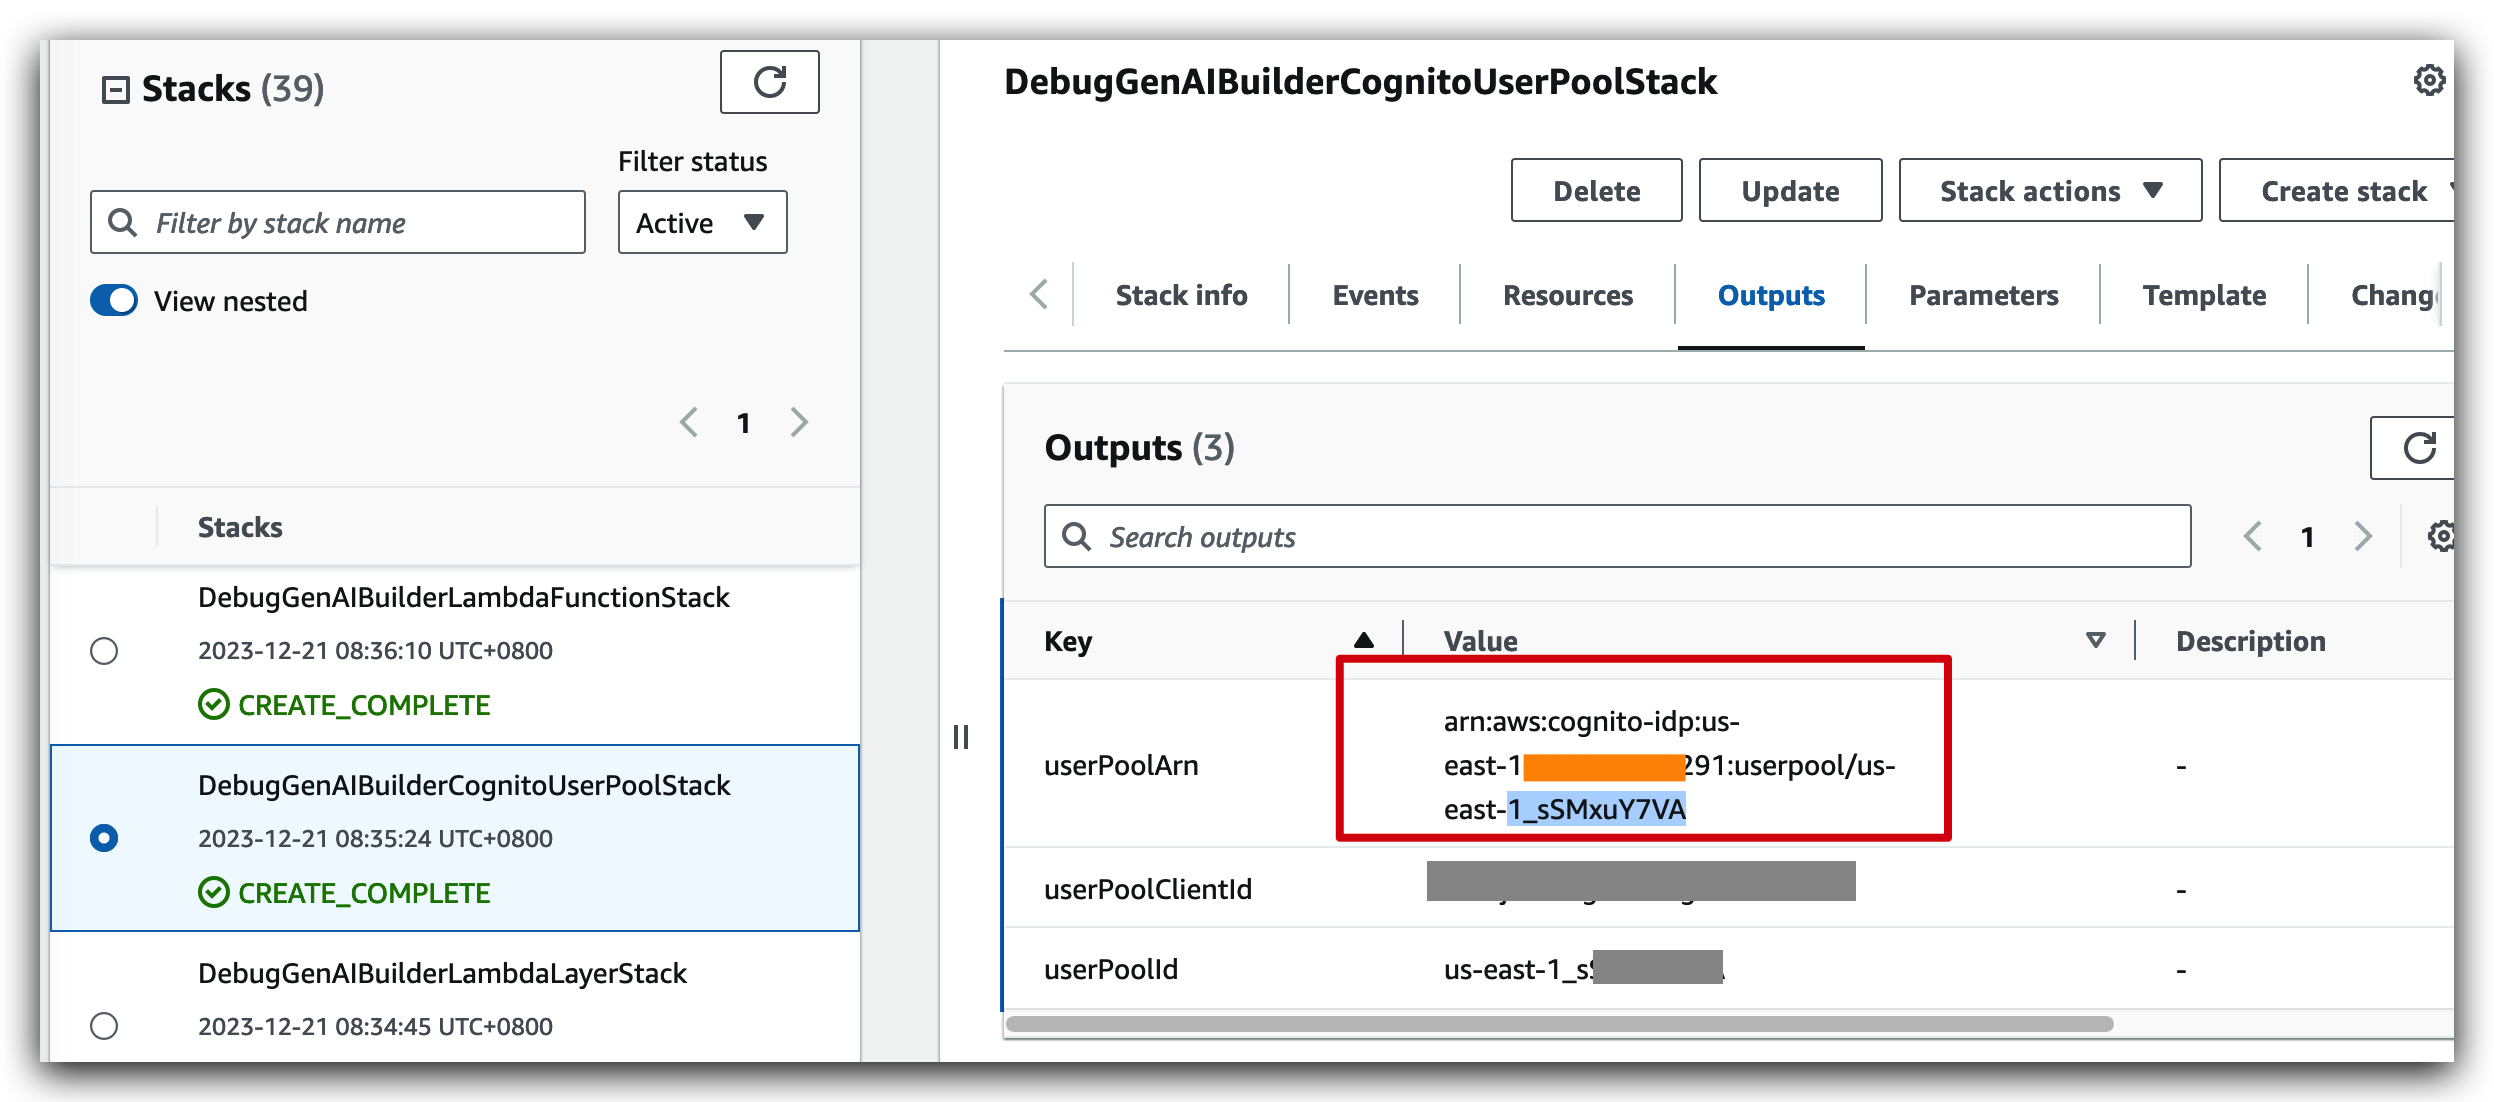 Stacks (39)
Filter status
Filter by stack name
Active
View nested
1
Stacks
DebugGenAIBuilderLambdaFunctionStack
2023-12-21 08:36:10 UTC+0800
CREATE_COMPLETE
DebugGenAIBuilderCognitoUserPoolStack
2023-12-21 08:35:24 UTC+0800
CREATE_COMPLETE
DebugGenAIBuilderLambdaLayerStack
2023-12-21 08:34:45 UTC+0800
DebugGenAIBuilderCognitoUserPoolStack
Delete Update Stack actions Create stack
Stack info Events Resources Outputs Parameters Template Chang
Outputs (3)
Search outputs
1
Key Value Description
userPoolArn
arn:aws:cognito-idp:us-
east-1 291:userpool/us-
east-1_sSMxuY7VA
-
userPoolClientId -
userPoolId us-east-1_sS -